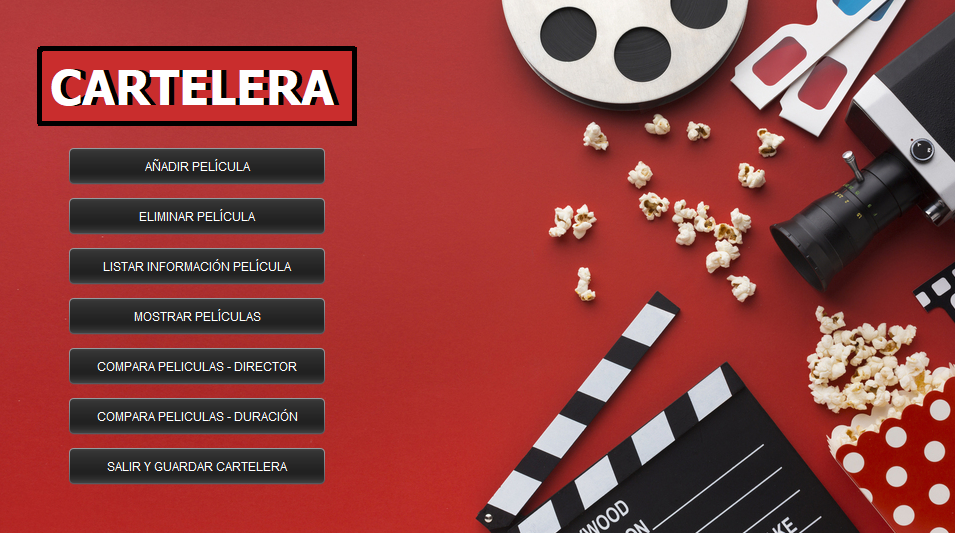 CARTELERA
AÑADIR PELÍCULA
ELIMINAR PELÍCULA
LISTAR INFORMACIÓN PELÍCULA
MOSTRAR PELÍCULAS
COMPARA PELICULAS - DIRECTOR
COMPARA PELICULAS - DURACIÓN
SALIR Y GUARDAR CARTELERA